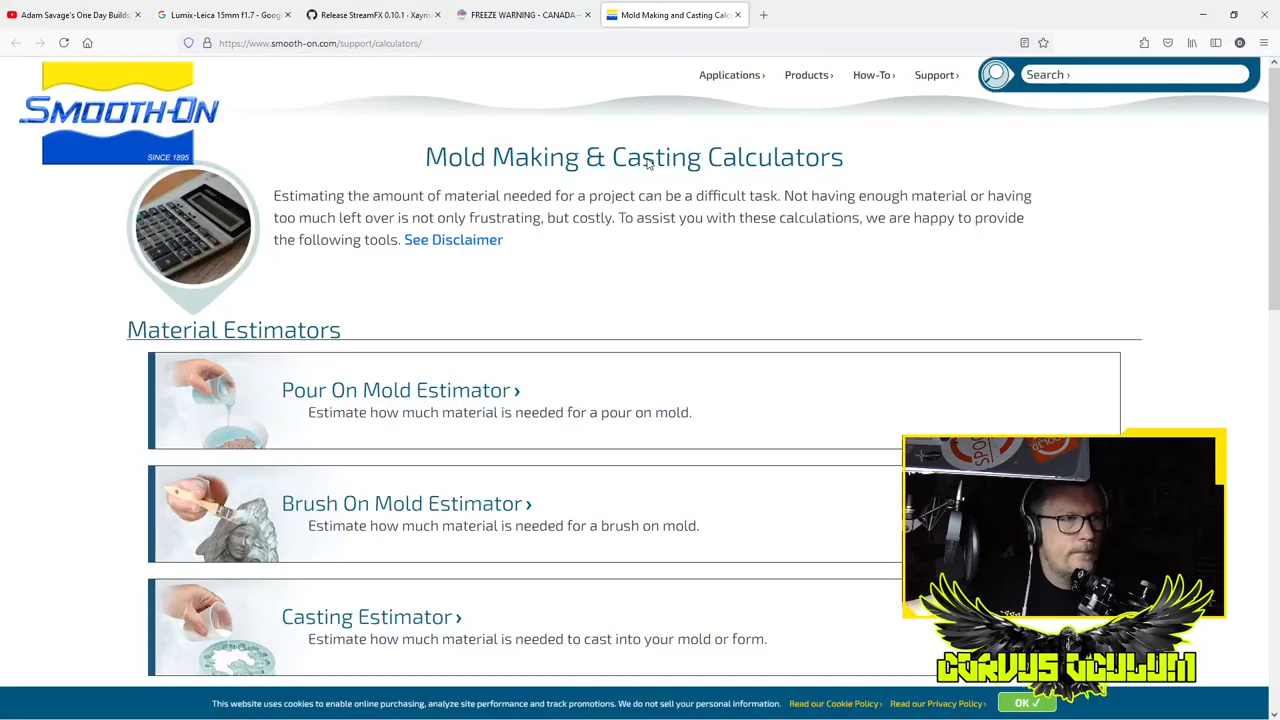 Adam Savage's One Day Builds
Lumix-Leica 15mm f1.7 - Goog
Release StreamFX 0.10.1 · Xayma
FREEZE WARNING - CANADA –
Mold Making and Casting Calc
https://www.smooth-on.com/support/calculators/
SMOOTH-ON
SINCE 1895
Applications ›
Products ›
How-To ›
Support ›
Search ›
Mold Making & Casting Calculators
Estimating the amount of material needed for a project can be a difficult task. Not having enough material or having
too much left over is not only frustrating, but costly. To assist you with these calculations, we are happy to provide
the following tools. See Disclaimer
Material Estimators
Pour On Mold Estimator ›
Estimate how much material is needed for a pour on mold.
Brush On Mold Estimator ›
Estimate how much material is needed for a brush on mold.
Casting Estimator ›
Estimate how much material is needed to cast into your mold or form.
CORVUS OCULUM
This website uses cookies to enable online purchasing, analyze site performance and track promotions. We do not sell your personal information. Read our Cookie Policy › Read our Privacy Policy › OK ✓